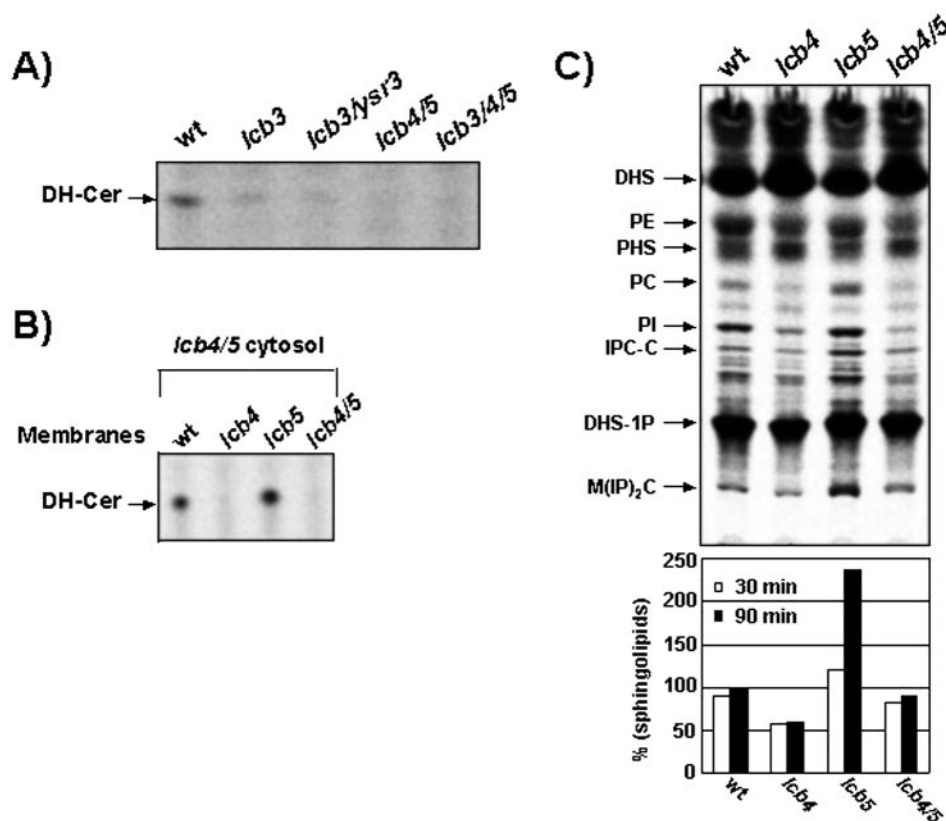 A)
wt
lcb3
lcb3/ysr3
lcb4/5
lcb3/4/5
DH-Cer
B)
lcb4/5 cytosol
Membranes
wt
lcb4
lcb5
lcb4/5
DH-Cer
C)
wt
lcb4
lcb5
lcb4/5
DHS
PE
PHS
PC
PI
IPC-C
DHS-1P
M(IP)₂C
% (sphingolipids)
250
200
150
100
50
0
30 min
90 min
wt
lcb4
lcb5
lcb4/5